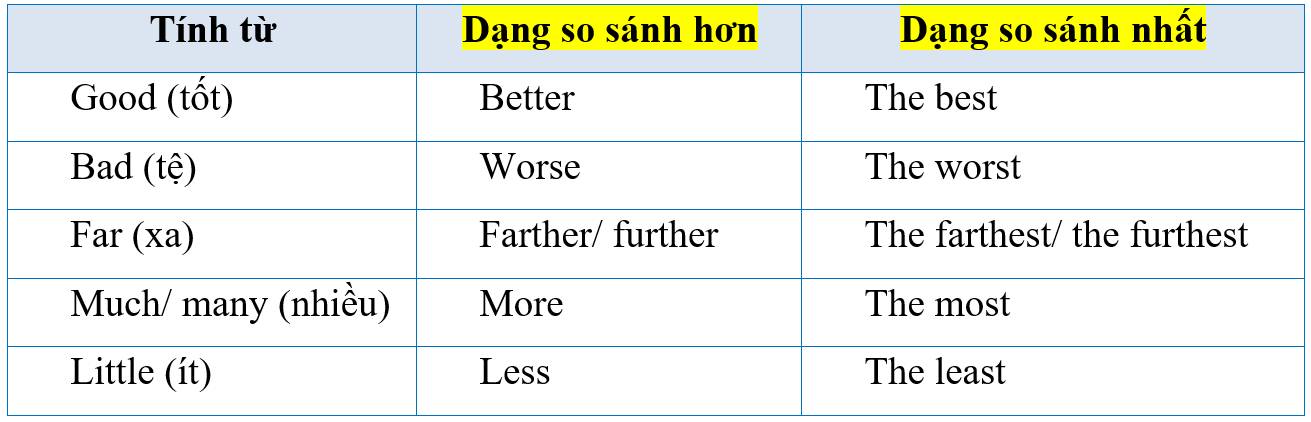 Tính từ Dạng so sánh hơn Dạng so sánh nhất
Good (tốt) Better The best
Bad (tệ) Worse The worst
Far (xa) Farther/ further The farthest/ the furthest
Much/ many (nhiều) More The most
Little (ít) Less The least